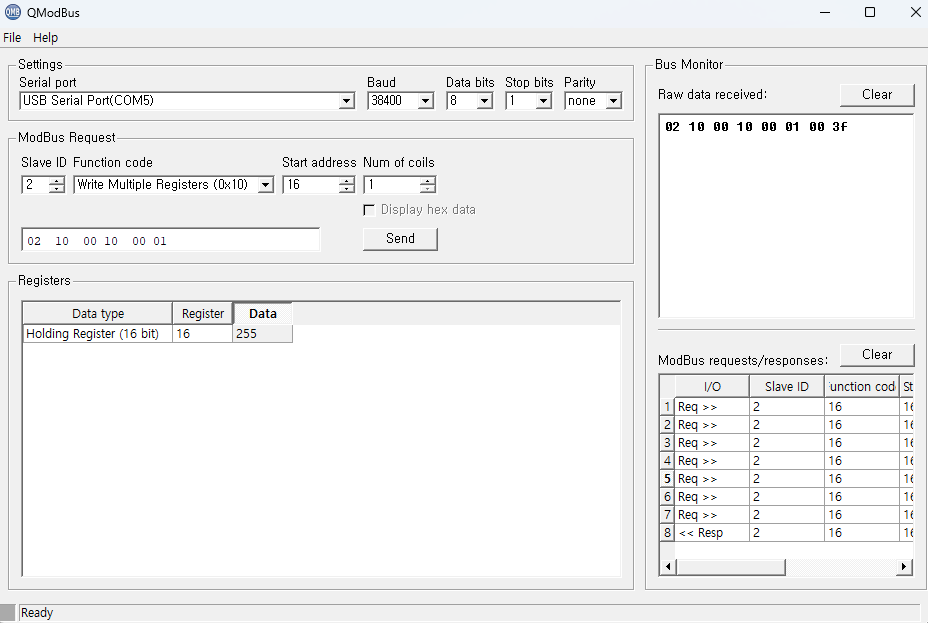 QModBus
File Help
Settings
Serial port Baud Data bits Stop bits Parity
USB Serial Port(COM5) 38400 8 1 none
ModBus Request
Slave ID Function code Start address Num of coils
2 Write Multiple Registers (0x10) 16 1
Display hex data
02 10 00 10 00 01
Send
Registers
Data type Register Data
Holding Register (16 bit) 16 255
Bus Monitor
Raw data received:
Clear
02 10 00 10 00 01 00 3f
ModBus requests/responses:
Clear
I/O Slave ID unction cod St
1 Req >> 2 16 16
2 Req >> 2 16 16
3 Req >> 2 16 16
4 Req >> 2 16 16
5 Req >> 2 16 16
6 Req >> 2 16 16
7 Req >> 2 16 16
8 << Resp 2 16 16
Ready